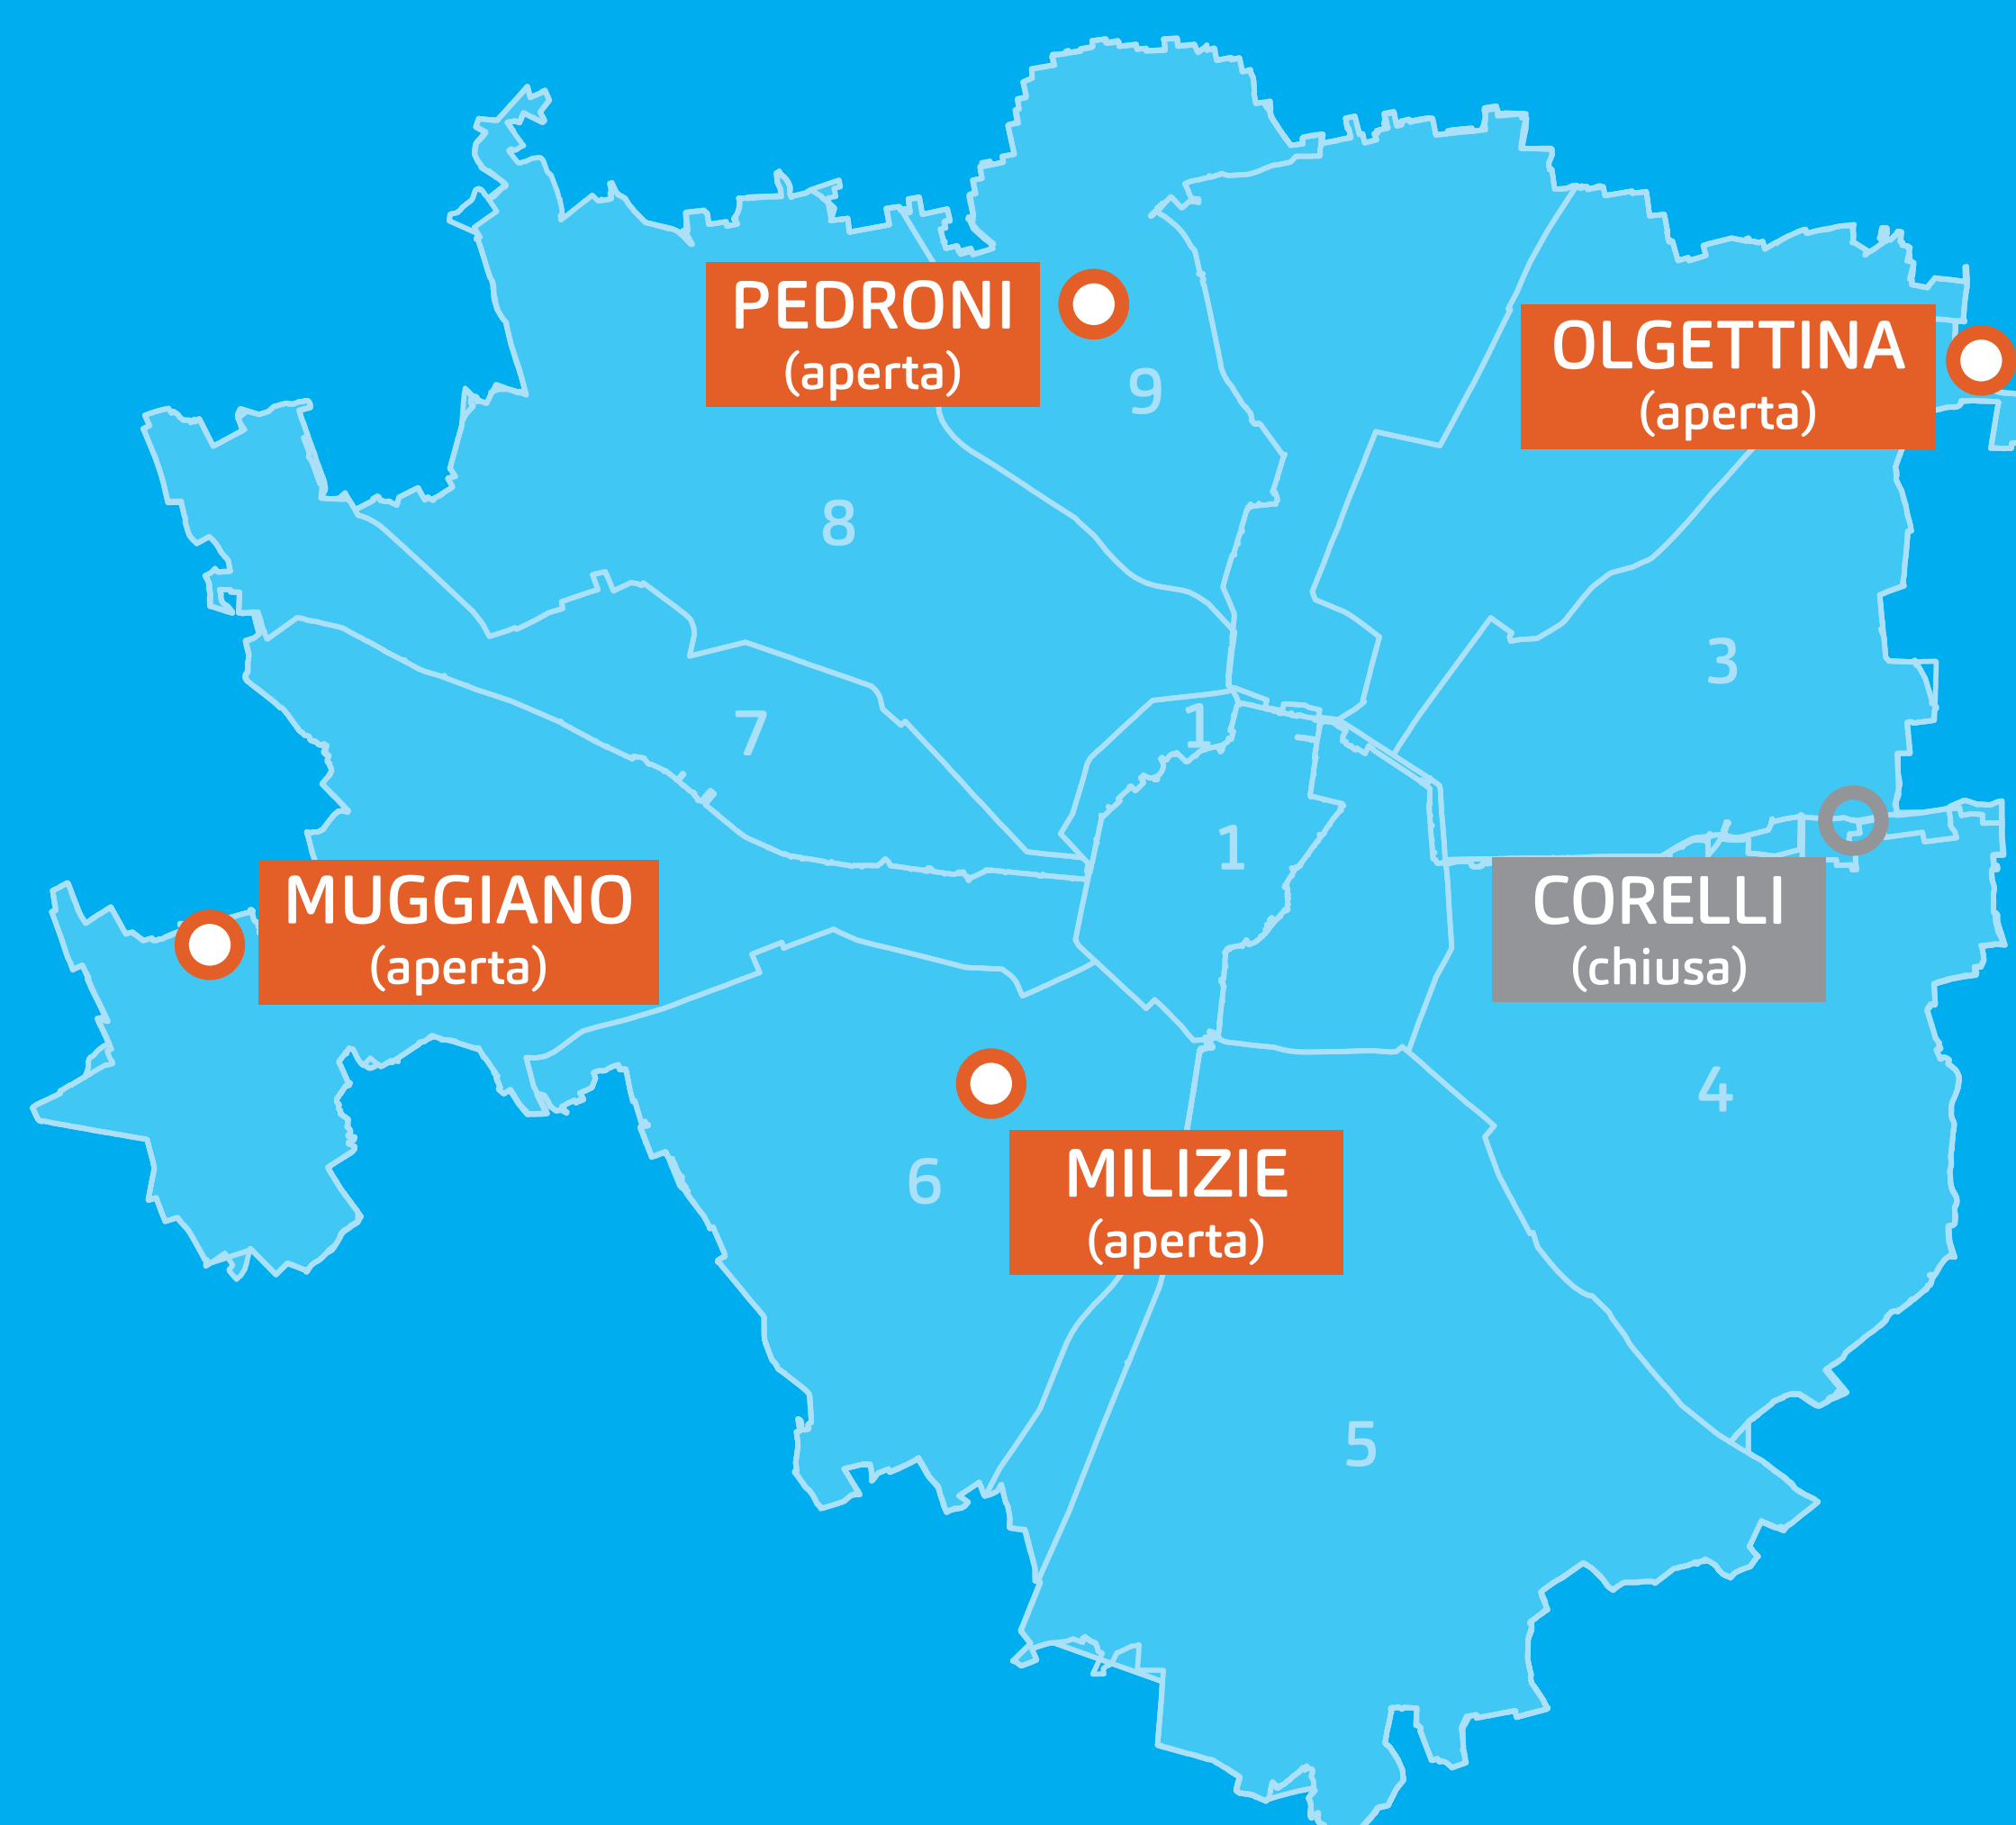 PEDRONI
(aperta)
OLGETTINA
(aperta)
9
8
3
7
1
1
MUGGIANO
(aperta)
CORELLI
(chiusa)
4
6
MILIZIE
(aperta)
5